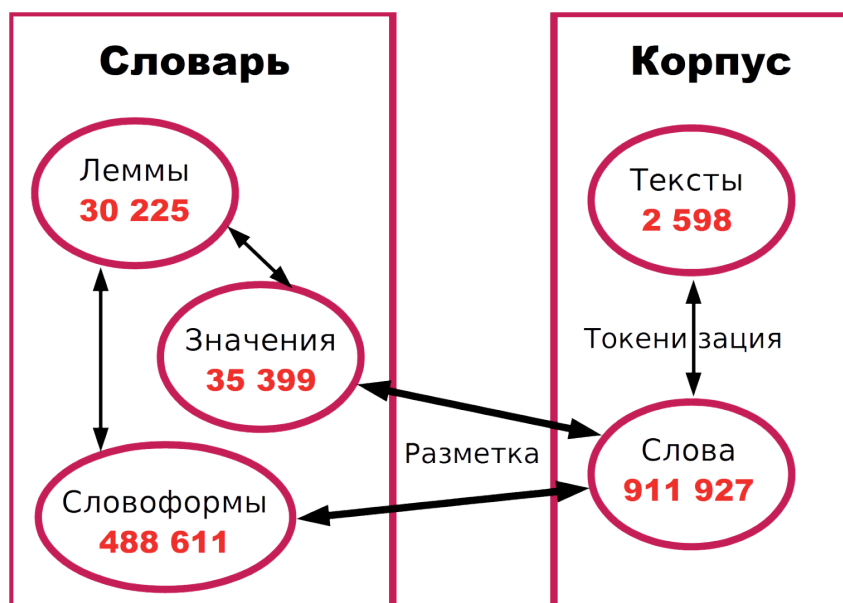 Словарь
Леммы
30 225
Значения
35 399
Словоформы
488 611
Разметка
Корпус
Тексты
2 598
Токенизация
Слова
911 927